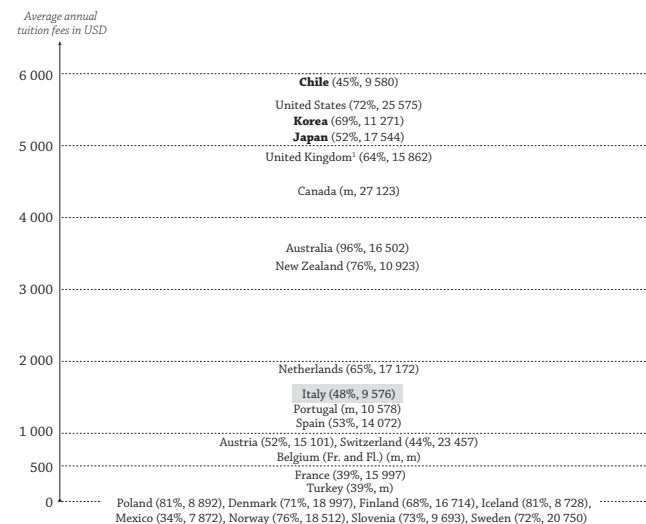 Average annual
tuition fees in USD
6 000
Chile (45%, 9 580)
United States (72%, 25 575)
Korea (69%, 11 271)
Japan (52%, 17 544)
5 000
United Kingdom¹ (64%, 15 862)
Canada (m, 27 123)
4 000
Australia (96%, 16 502)
New Zealand (76%, 10 923)
3 000
2 000
Netherlands (65%, 17 172)
Italy (48%, 9 576)
Portugal (m, 10 578)
Spain (53%, 14 072)
1 000
Austria (52%, 15 101), Switzerland (44%, 23 457)
Belgium (Fr. and Fl.) (m, m)
500
France (39%, 15 997)
Turkey (39%, m)
0
Poland (81%, 8 892), Denmark (71%, 18 997), Finland (68%, 16 714), Iceland (81%, 8 728),
Mexico (34%, 7 872), Norway (76%, 18 512), Slovenia (73%, 9 693), Sweden (72%, 20 750)